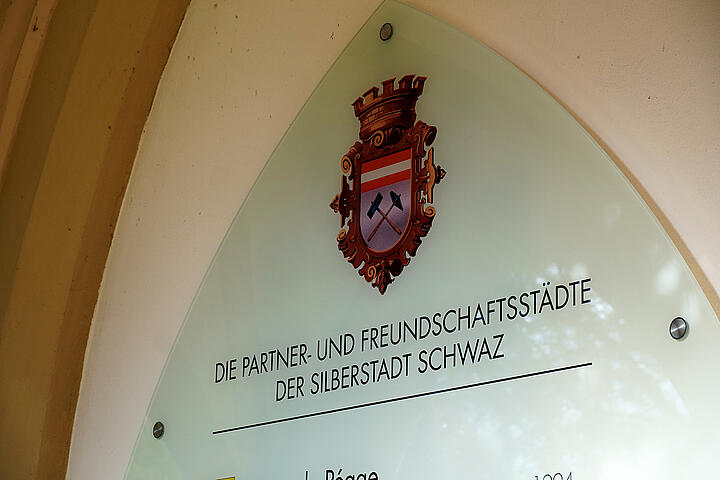 DIE PARTNER- UND FREUNDSCHAFTSSTÄDTE
DER SILBERSTADT SCHWAZ